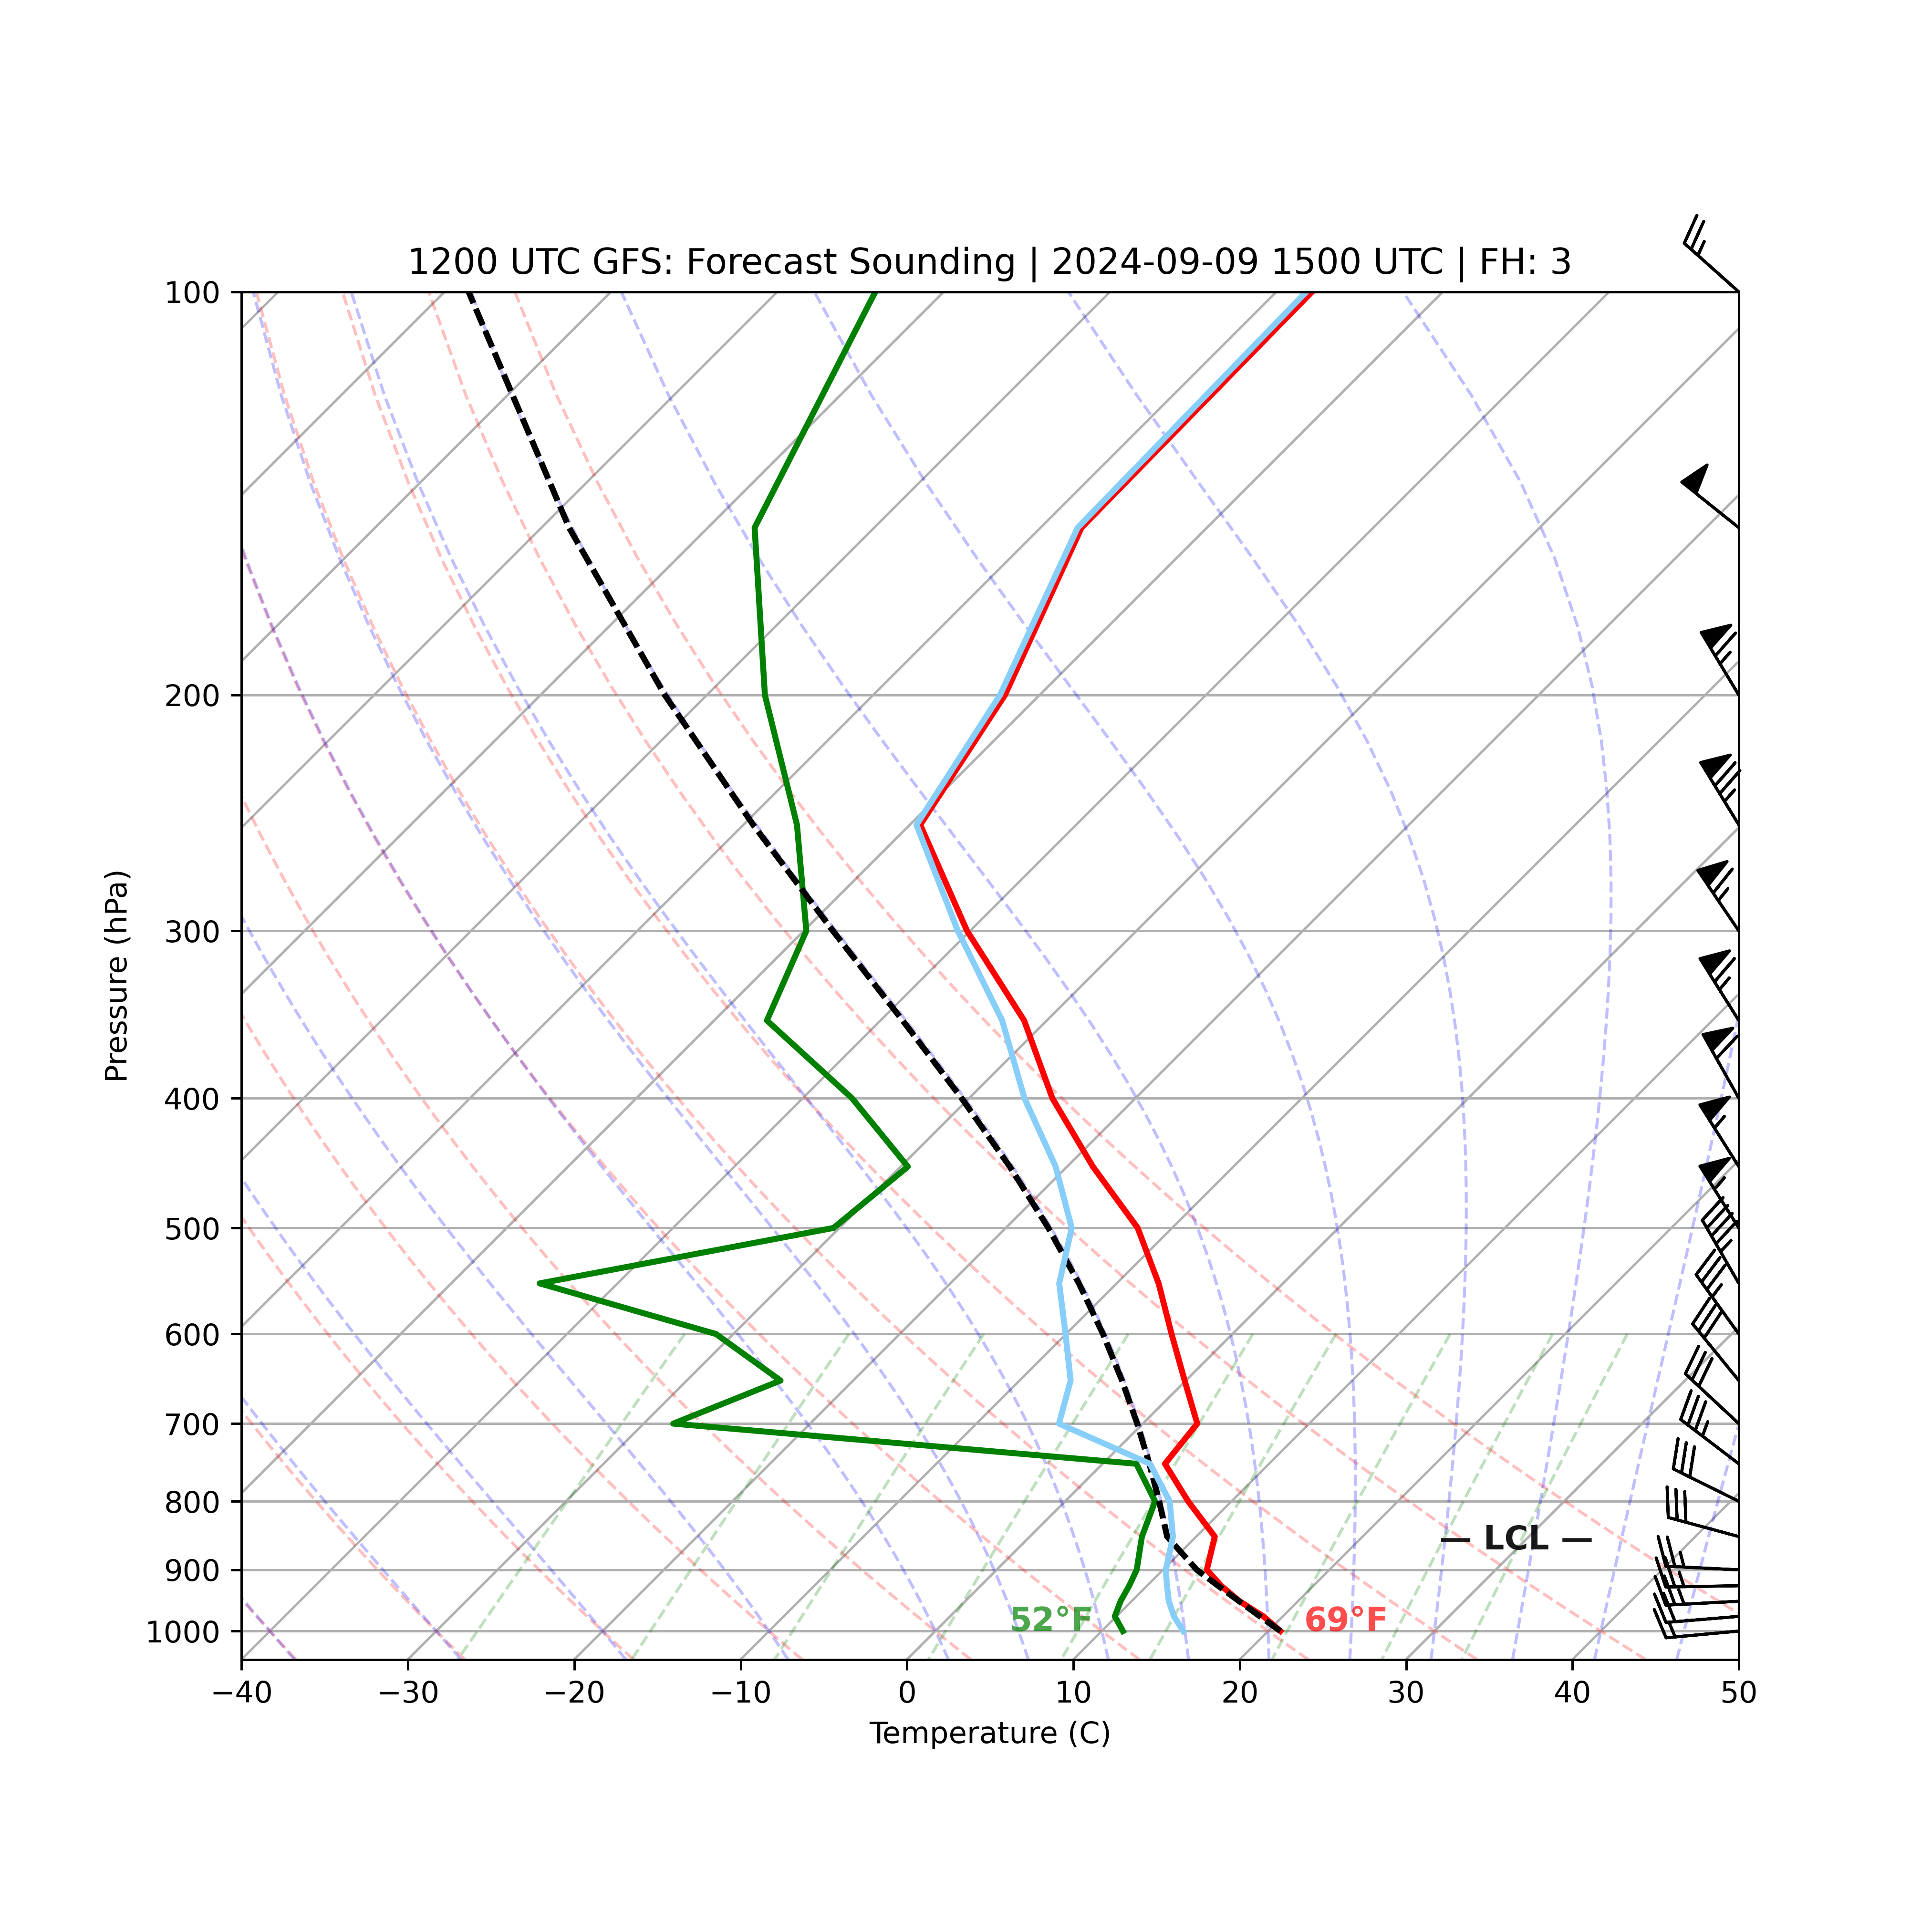 1200 UTC GFS: Forecast Sounding | 2024-09-09 1500 UTC | FH: 3
100
200
300
400
500
600
700
800
900
1000
Pressure (hPa)
— LCL —
52°F
69°F
−40 −30 −20 −10 0 10 20 30 40 50
Temperature (C)